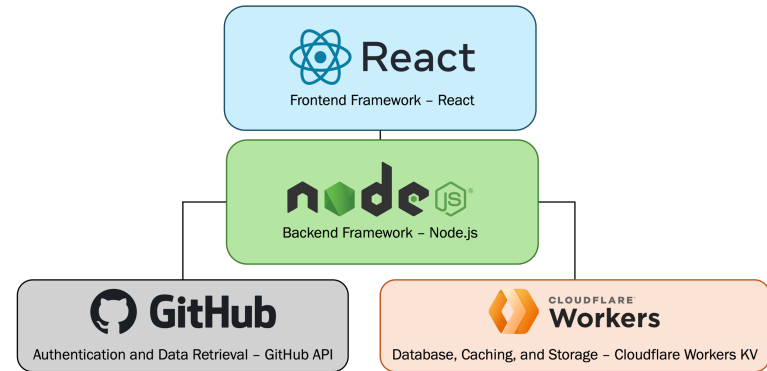 React
Frontend Framework – React
node
JS
Backend Framework – Node.js
GitHub
Authentication and Data Retrieval – GitHub API
CLOUDFLARE
Workers
Database, Caching, and Storage – Cloudflare Workers KV